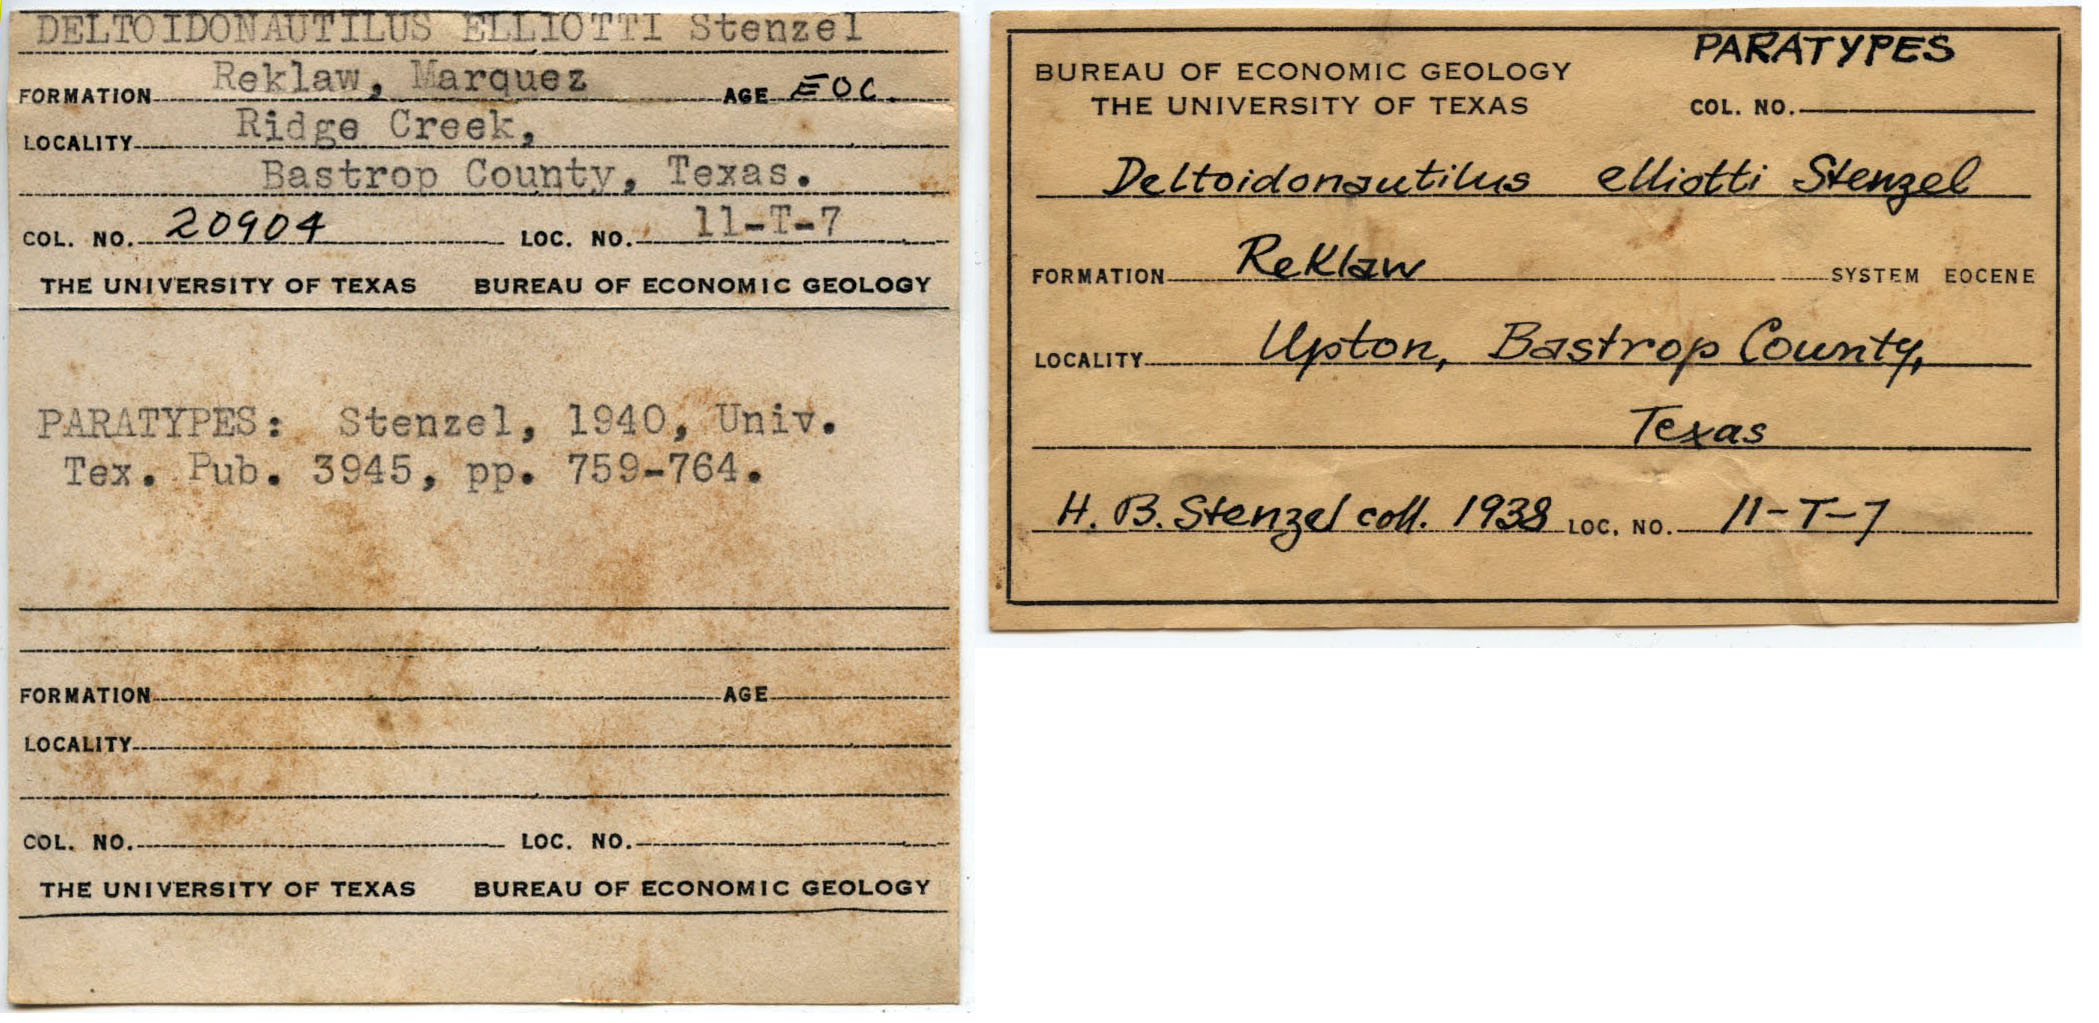 DELTOIDONAUTILUS ELLIOTTI Stenzel
FORMATION Reklaw, Marquez AGE EOC.
LOCALITY Ridge Creek,
Bastrop County, Texas.
COL. NO. 20904 LOC. NO. 11-T-7
THE UNIVERSITY OF TEXAS BUREAU OF ECONOMIC GEOLOGY
PARATYPES: Stenzel, 1940, Univ.
Tex. Pub. 3945, pp. 759-764.
FORMATION AGE
LOCALITY
COL. NO. LOC. NO.
THE UNIVERSITY OF TEXAS BUREAU OF ECONOMIC GEOLOGY
PARATYPES
BUREAU OF ECONOMIC GEOLOGY
THE UNIVERSITY OF TEXAS COL. NO.
Deltoidonautilus elliotti Stenzel
FORMATION Reklaw SYSTEM EOCENE
LOCALITY Upton, Bastrop County,
Texas
H. B. Stenzel coll. 1938 LOC. NO. 11-T-7